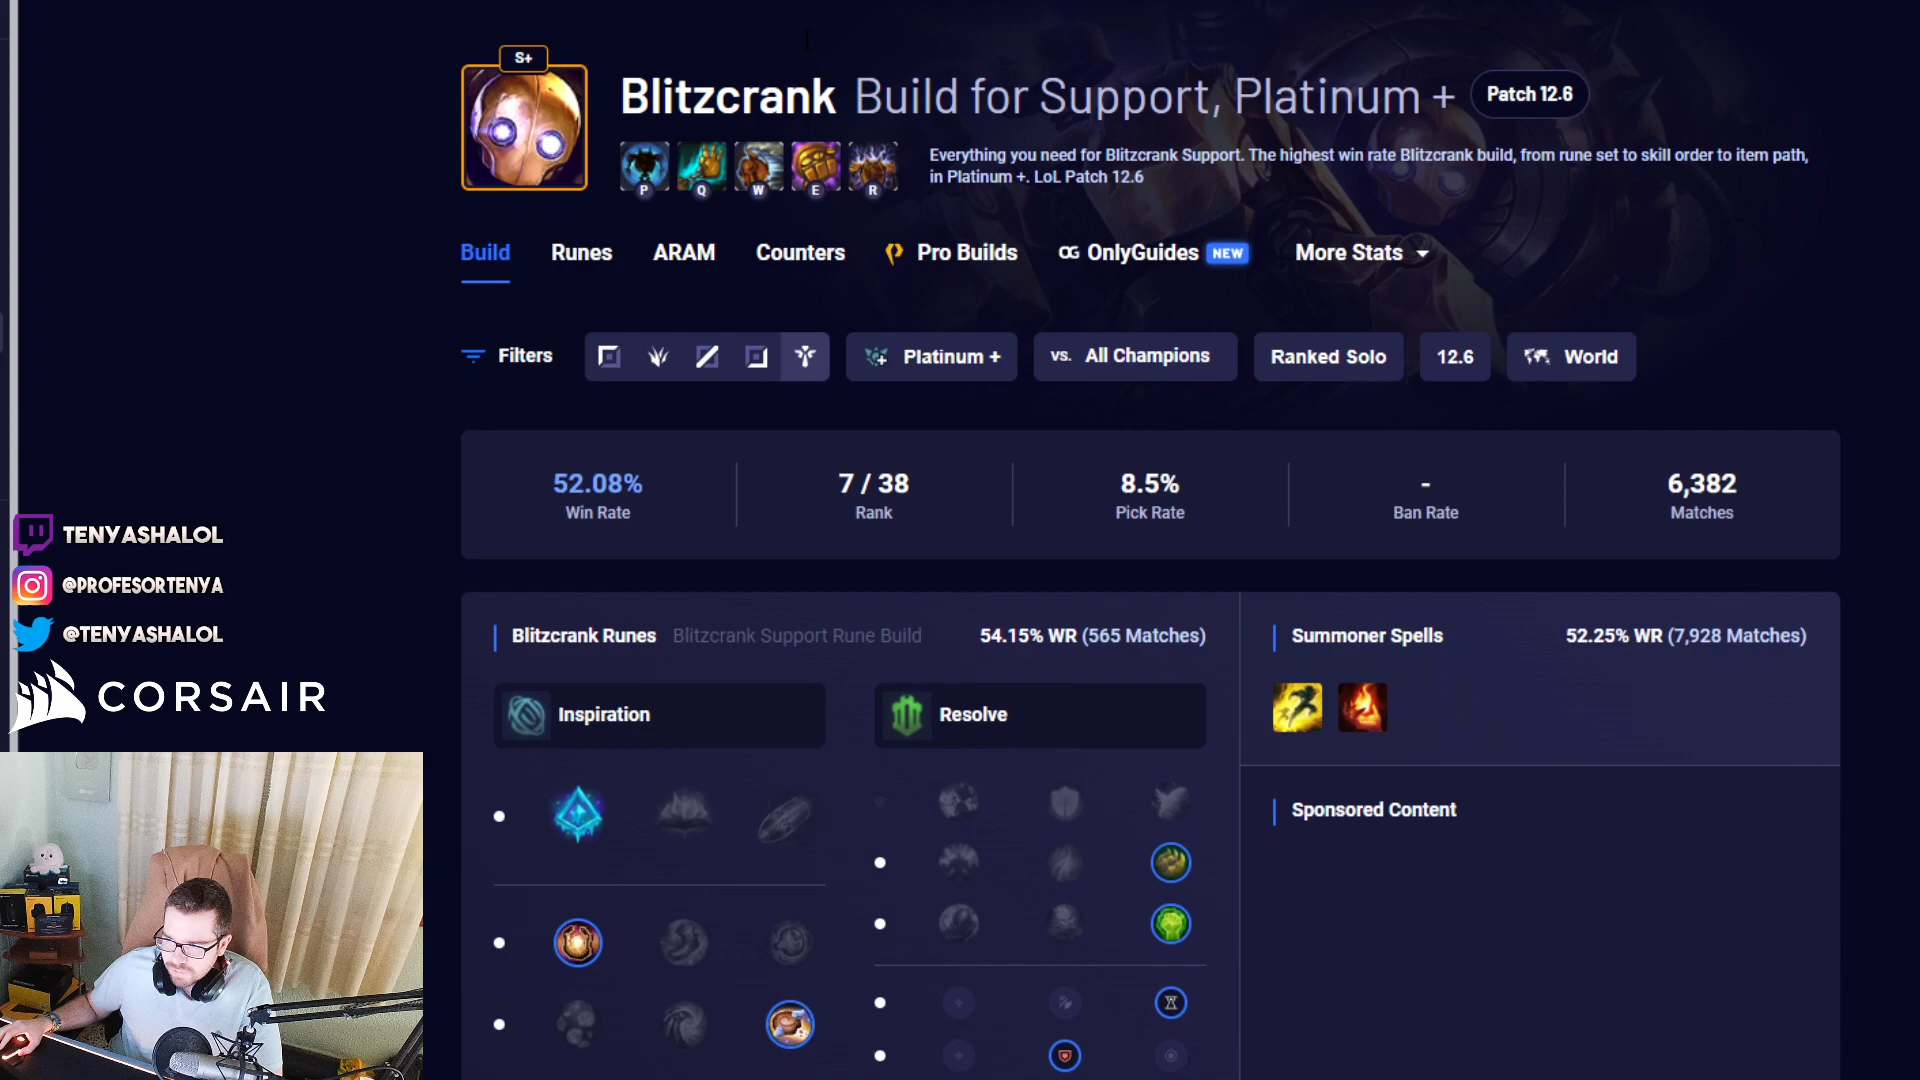 S+
Blitzcrank Build for Support, Platinum + Patch 12.6
P Q W E R
Everything you need for Blitzcrank Support. The highest win rate Blitzcrank build, from rune set to skill order to item path,
in Platinum +. LoL Patch 12.6
Build Runes ARAM Counters Pro Builds OG OnlyGuides NEW More Stats
Filters Platinum + vs. All Champions Ranked Solo 12.6 World
52.08% 7 / 38 8.5% - 6,382
Win Rate Rank Pick Rate Ban Rate Matches
TENYASHALOL
@PROFESORTENYA
@TENYASHALOL
CORSAIR
Blitzcrank Runes Blitzcrank Support Rune Build 54.15% WR (565 Matches)
Inspiration Resolve
Summoner Spells 52.25% WR (7,928 Matches)
Sponsored Content